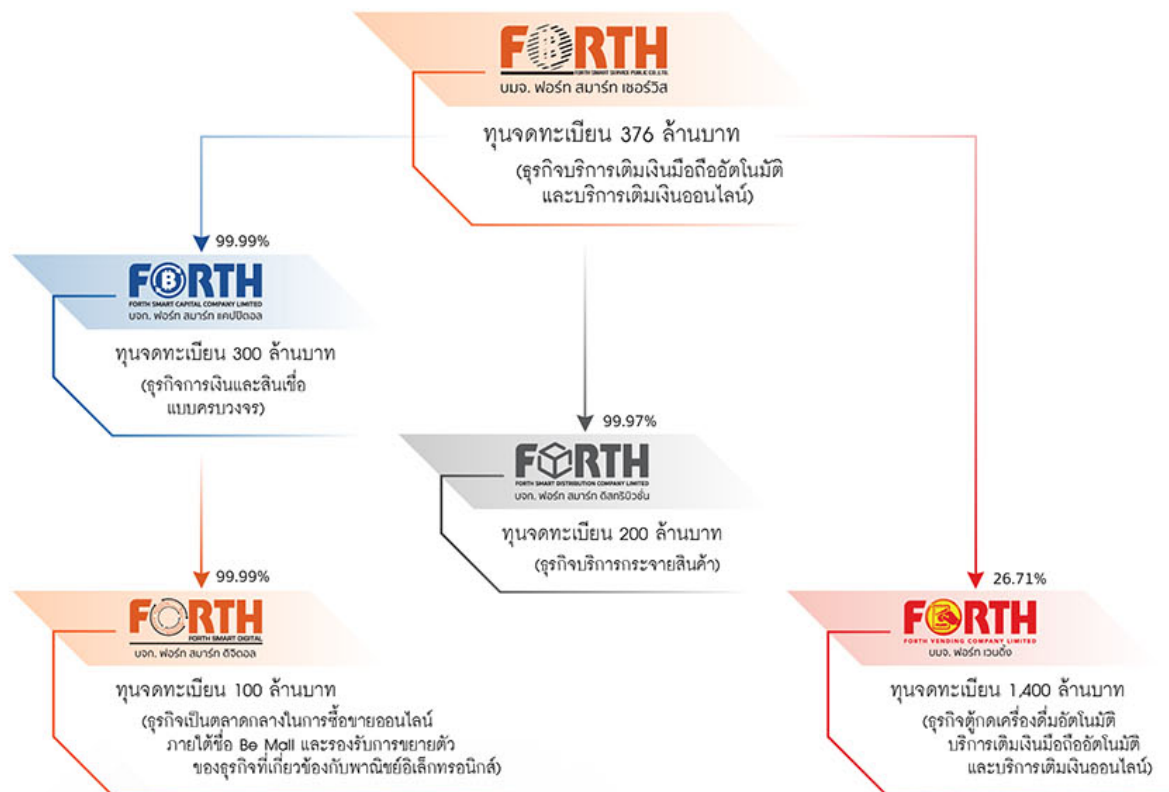 FORTH
FORTH SMART SERVICE PUBLIC CO.,LTD.
บมจ. ฟอร์ท สมาร์ท เซอร์วิส
ทุนจดทะเบียน 376 ล้านบาท
(ธุรกิจบริการเติมเงินมือถืออัตโนมัติ
และบริการเติมเงินออนไลน์)
99.99%
FORTH
FORTH SMART CAPITAL COMPANY LIMITED
บจก. ฟอร์ท สมาร์ท แคปปิตอล
ทุนจดทะเบียน 300 ล้านบาท
(ธุรกิจการเงินและสินเชื่อ
แบบครบวงจร)
99.97%
FORTH
FORTH SMART DISTRIBUTION COMPANY LIMITED
บจก. ฟอร์ท สมาร์ท ดิสทริบิวชั่น
ทุนจดทะเบียน 200 ล้านบาท
(ธุรกิจบริการกระจายสินค้า)
99.99%
FORTH
FORTH SMART DIGITAL
บจก. ฟอร์ท สมาร์ท ดิจิตอล
ทุนจดทะเบียน 100 ล้านบาท
(ธุรกิจเป็นตลาดกลางในการซื้อขายออนไลน์
ภายใต้ชื่อ Be Mall และรองรับการขยายตัว
ของธุรกิจที่เกี่ยวข้องกับพาณิชย์อิเล็กทรอนิกส์)
26.71%
FORTH
FORTH VENDING COMPANY LIMITED
บมจ. ฟอร์ท เวนดิ้ง
ทุนจดทะเบียน 1,400 ล้านบาท
(ธุรกิจตู้กดเครื่องดื่มอัตโนมัติ
บริการเติมเงินมือถืออัตโนมัติ
และบริการเติมเงินออนไลน์)